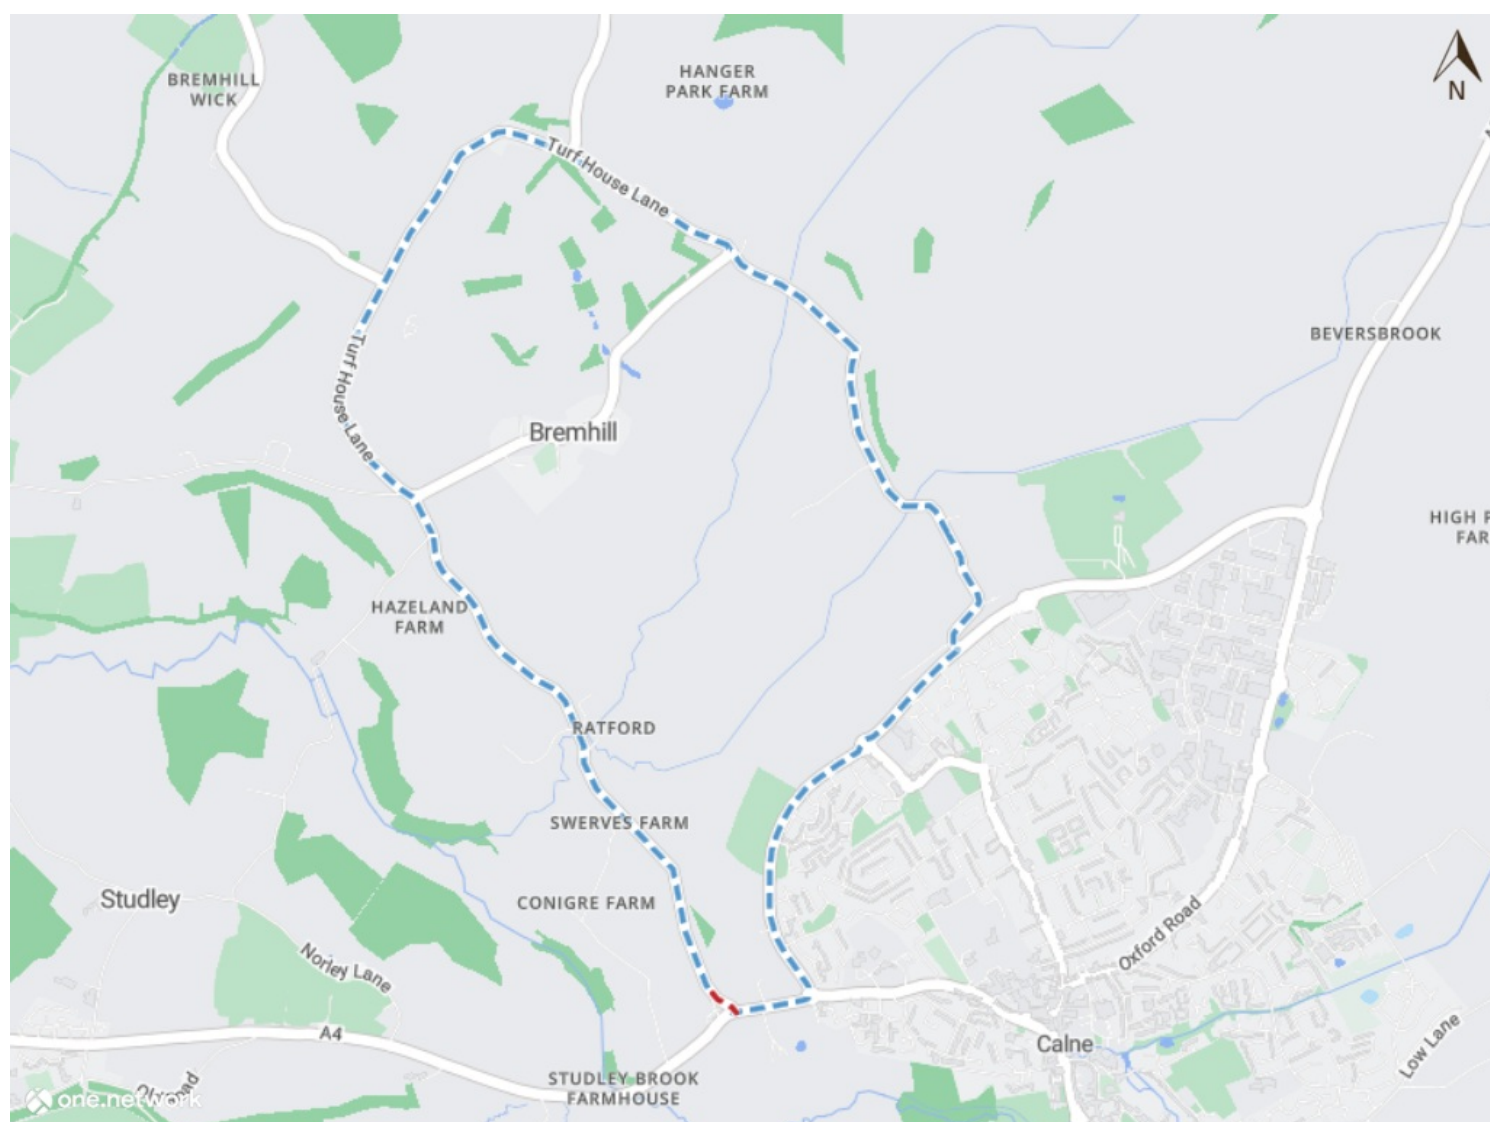 BREMHILL
WICK
HANGER
PARK FARM
N
Turf House Lane
BEVERSBROOK
Turf House Lane
Bremhill
HIGH
FAR
HAZELAND
FARM
RATFORD
SWERVES FARM
Studley
CONIGRE FARM
Norley Lane
Oxford Road
A4
Calne
Low Lane
STUDLEY BROOK
FARMHOUSE
one.network